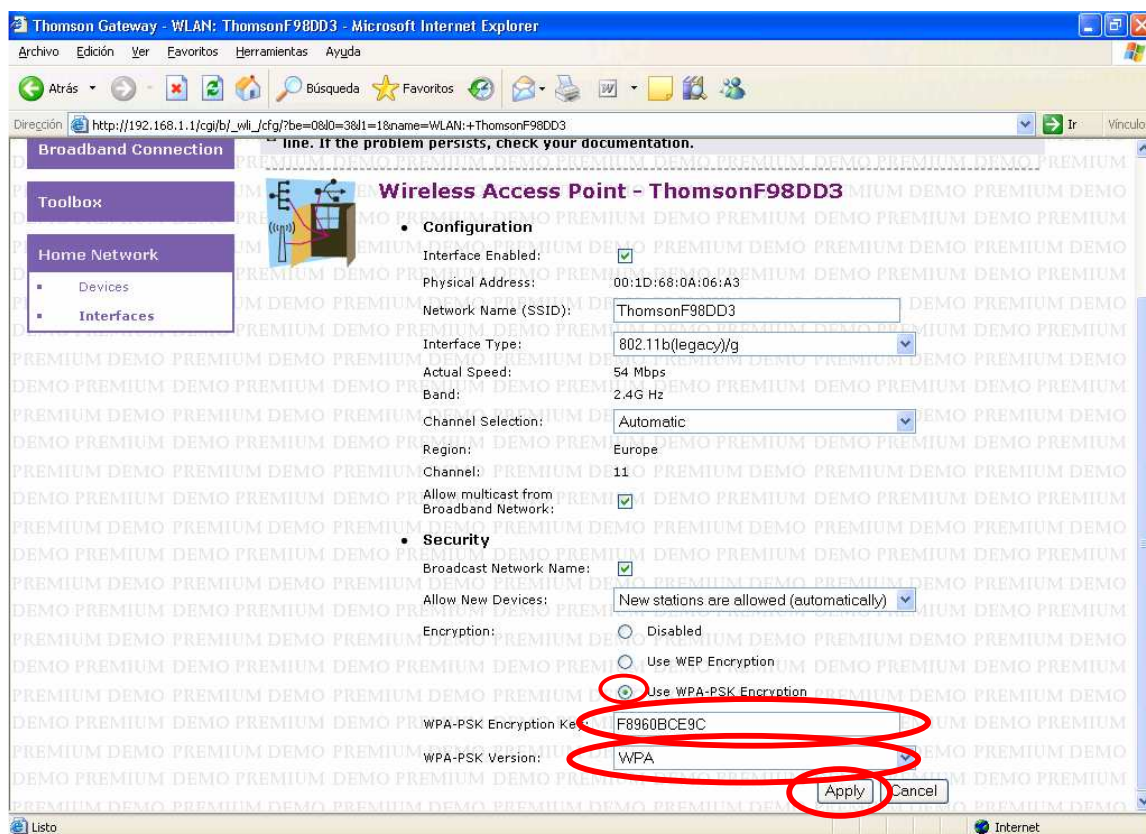 Thomson Gateway - WLAN: ThomsonF98DD3 - Microsoft Internet Explorer
Archivo Edición Ver Favoritos Herramientas Ayuda
Atrás Búsqueda Favoritos
Dirección http://192.168.1.1/cgi/b/_wli_/cfg/?be=0&l0=3&l1=1&name=WLAN:+ThomsonF98DD3 Ir Vínculo
Broadband Connection
line. If the problem persists, check your documentation.
Toolbox
Home Network
Devices
Interfaces
Wireless Access Point - ThomsonF98DD3
• Configuration
Interface Enabled:
Physical Address: 00:1D:68:0A:06:A3
Network Name (SSID): ThomsonF98DD3
Interface Type: 802.11b(legacy)/g
Actual Speed: 54 Mbps
Band: 2.4G Hz
Channel Selection: Automatic
Region: Europe
Channel: 11
Allow multicast from
Broadband Network:
• Security
Broadcast Network Name:
Allow New Devices: New stations are allowed (automatically)
Encryption: Disabled
Use WEP Encryption
Use WPA-PSK Encryption
WPA-PSK Encryption Key: F8960BCE9C
WPA-PSK Version: WPA
Apply Cancel
Listo Internet